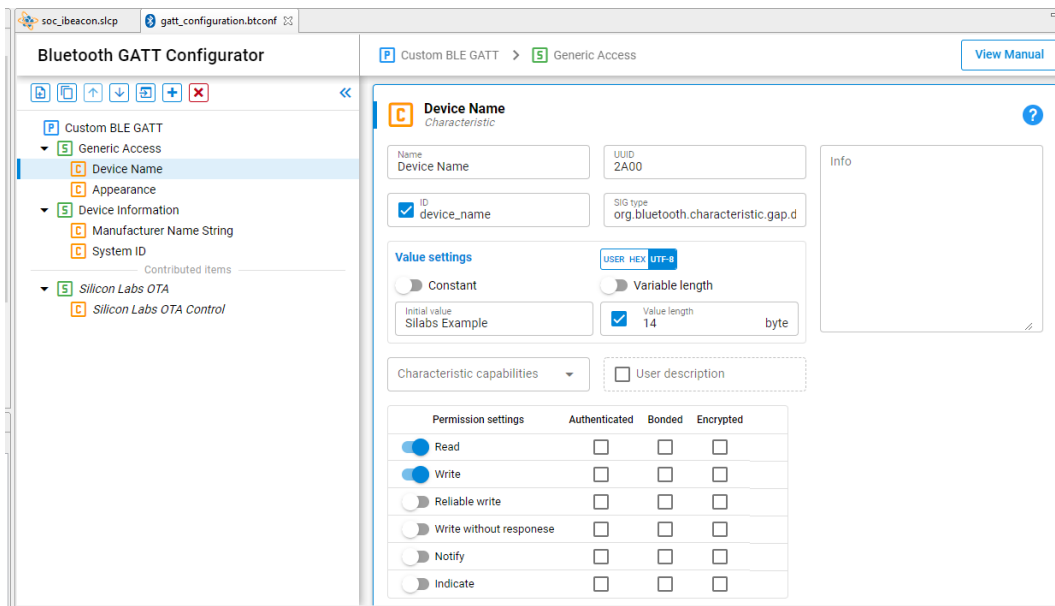 soc_ibeacon.slcp
gatt_configuration.btconf
Bluetooth GATT Configurator
P Custom BLE GATT > S Generic Access
View Manual
P Custom BLE GATT
S Generic Access
C Device Name
C Appearance
S Device Information
C Manufacturer Name String
C System ID
Contributed items
S Silicon Labs OTA
C Silicon Labs OTA Control
C Device Name
Characteristic
?
Name
Device Name
UUID
2A00
Info
ID
device_name
SIG type
org.bluetooth.characteristic.gap.d
Value settings
USER HEX UTF-8
Constant
Variable length
Initial value
Silabs Example
Value length
14 byte
Characteristic capabilities
User description
Permission settings Authenticated Bonded Encrypted
Read
Write
Reliable write
Write without responese
Notify
Indicate